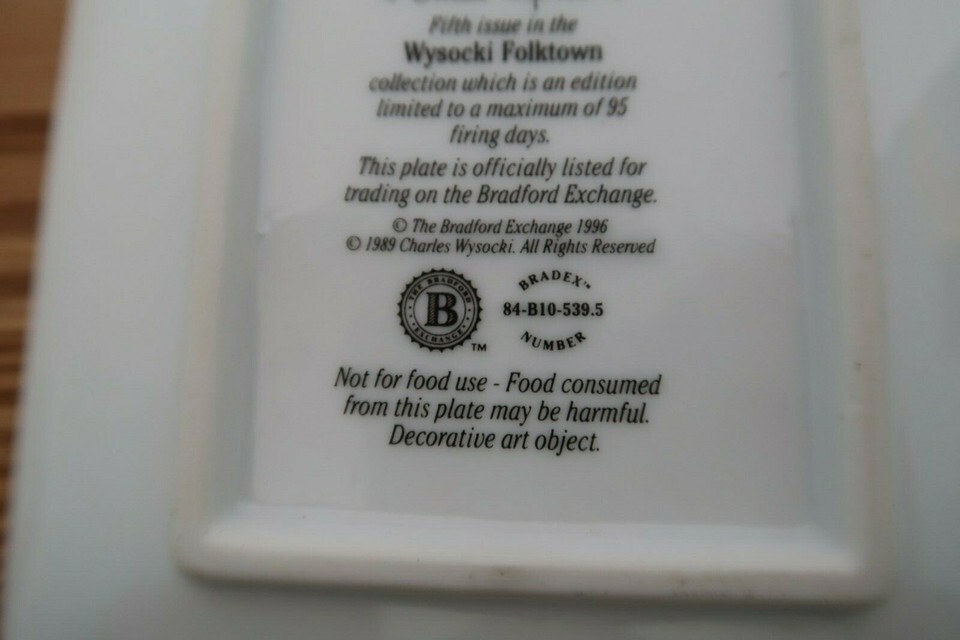 Fifth issue in the
Wysocki Folktown
collection which is an edition
limited to a maximum of 95
firing days.
This plate is officially listed for
trading on the Bradford Exchange.
© The Bradford Exchange 1996
© 1989 Charles Wysocki. All Rights Reserved
THE BRADFORD
B
EXCHANGE
TM
BRADEX™
84-B10-539.5
NUMBER
Not for food use - Food consumed
from this plate may be harmful.
Decorative art object.